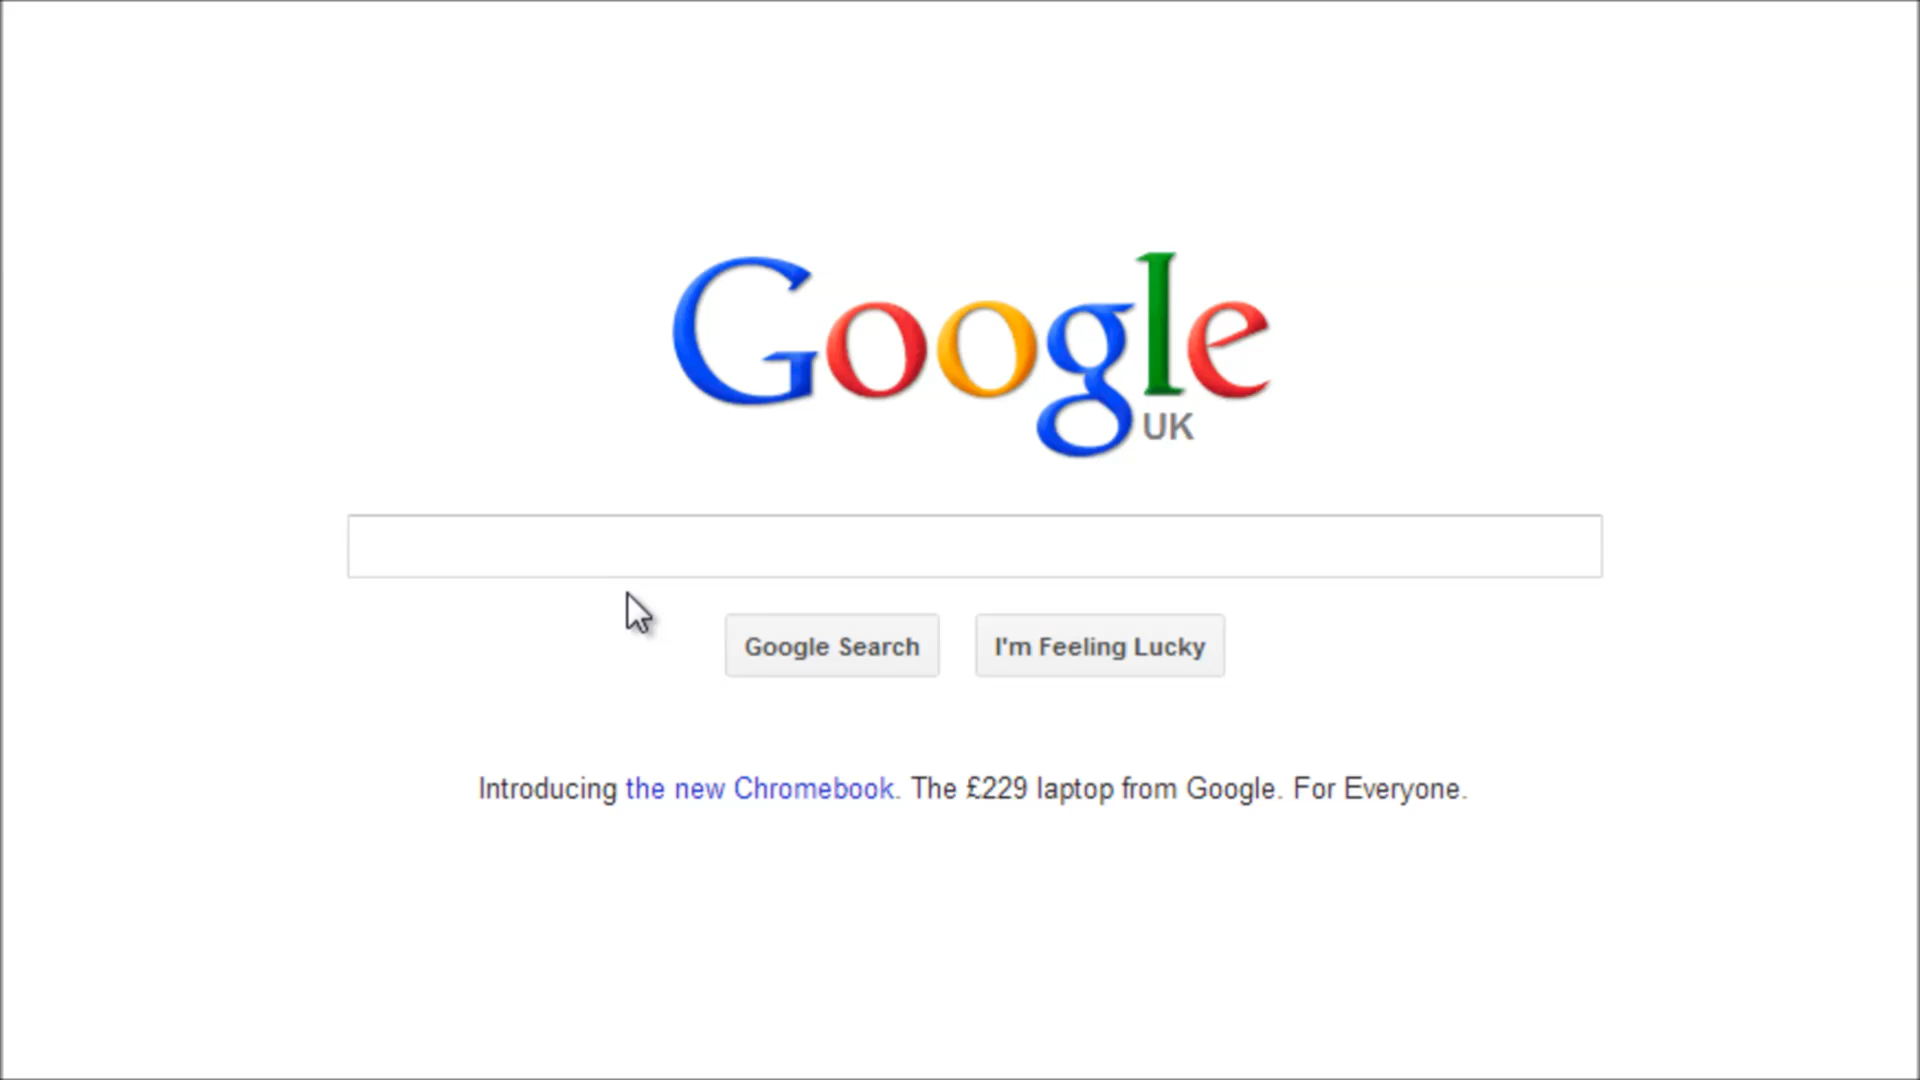 Google
UK
Google Search
I'm Feeling Lucky
Introducing the new Chromebook. The £229 laptop from Google. For Everyone.